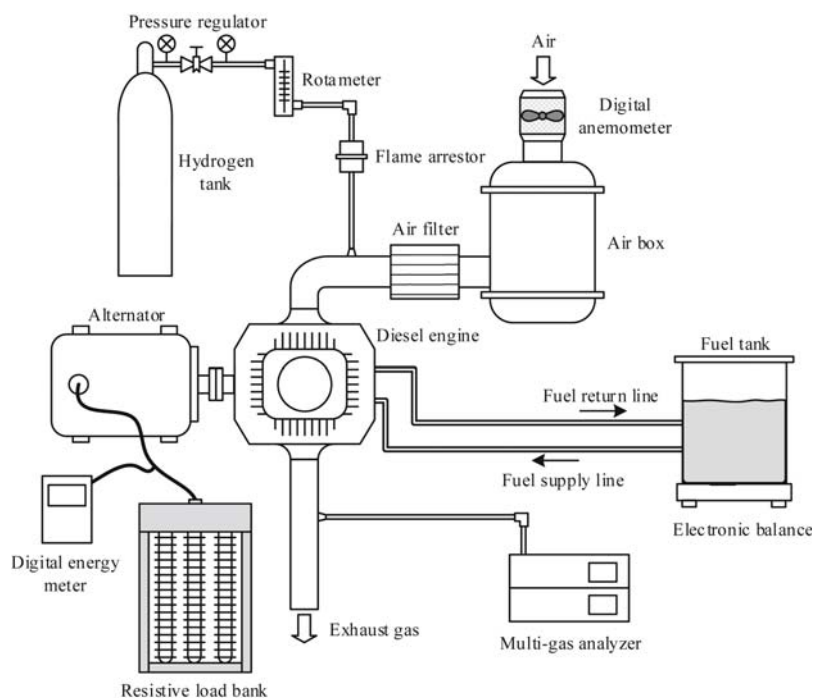 Pressure regulator
Air
Rotameter
Digital
anemometer
Flame arrestor
Hydrogen
tank
Air filter
Air box
Alternator
Diesel engine
Fuel tank
Fuel return line
Fuel supply line
Electronic balance
Digital energy
meter
Exhaust gas
Multi-gas analyzer
Resistive load bank